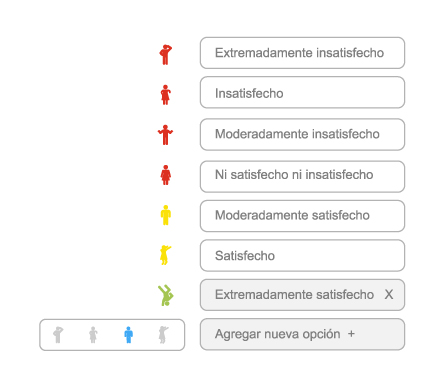 Extremadamente insatisfecho
Insatisfecho
Moderadamente insatisfecho
Ni satisfecho ni insatisfecho
Moderadamente satisfecho
Satisfecho
Extremadamente satisfecho X
Agregar nueva opción +